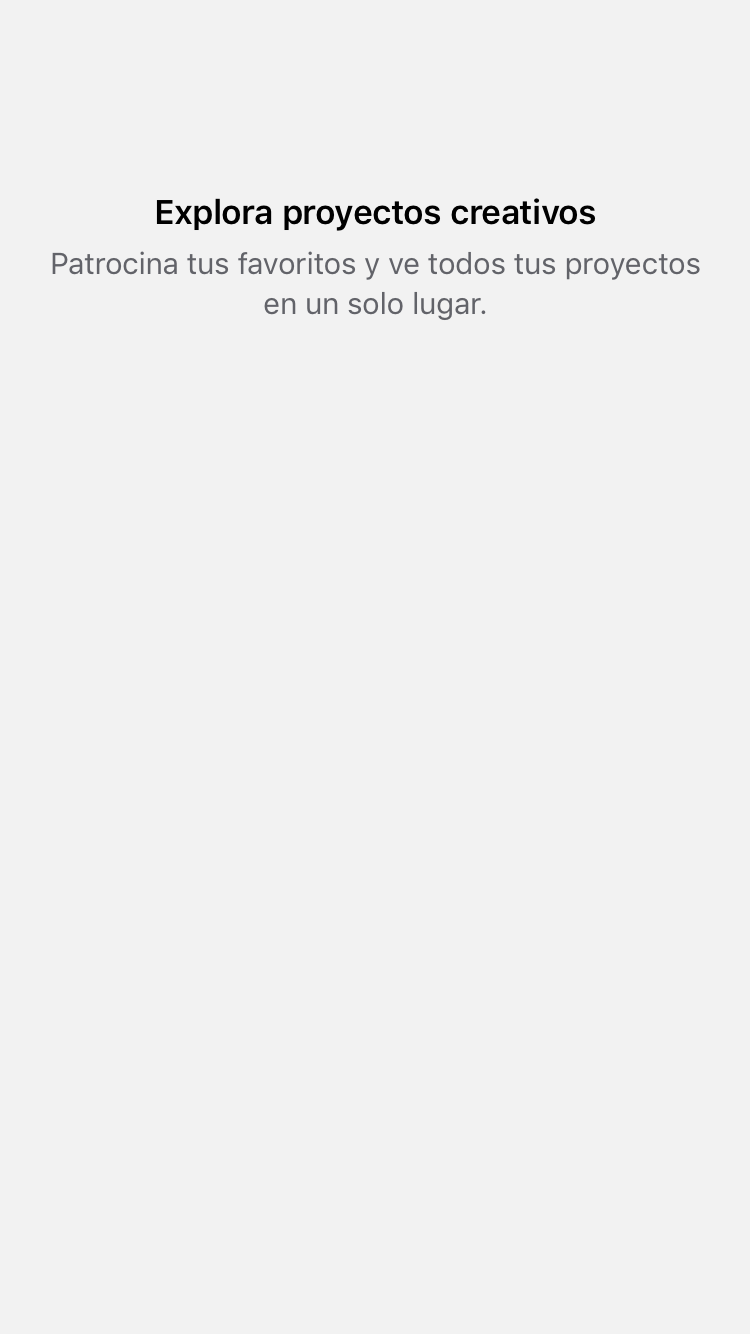 Explora proyectos creativos
Patrocina tus favoritos y ve todos tus proyectos
en un solo lugar.